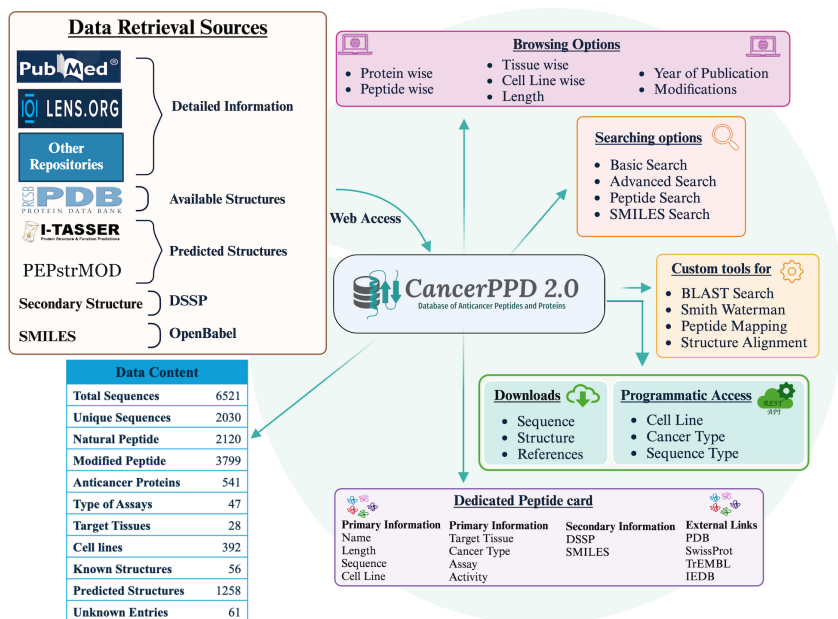 Data Retrieval Sources
PubMed®
LENS.ORG
Detailed Information
Other
Repositories
RCSB PDB
PROTEIN DATA BANK
Available Structures
I-TASSER
Protein Structure & Function Predictions
Predicted Structures
PEPstrMOD
Secondary Structure
DSSP
SMILES
OpenBabel
Web Access
Browsing Options
• Protein wise
• Peptide wise
• Tissue wise
• Cell Line wise
• Length
• Year of Publication
• Modifications
Searching options
• Basic Search
• Advanced Search
• Peptide Search
• SMILES Search
CancerPPD 2.0
Database of Anticancer Peptides and Proteins
Custom tools for
• BLAST Search
• Smith Waterman
• Peptide Mapping
• Structure Alignment
Downloads
• Sequence
• Structure
• References
Programmatic Access
REST
API
• Cell Line
• Cancer Type
• Sequence Type
Data Content
Total Sequences 6521
Unique Sequences 2030
Natural Peptide 2120
Modified Peptide 3799
Anticancer Proteins 541
Type of Assays 47
Target Tissues 28
Cell lines 392
Known Structures 56
Predicted Structures 1258
Unknown Entries 61
Dedicated Peptide card
Primary Information
Name
Length
Sequence
Cell Line
Primary Information
Target Tissue
Cancer Type
Assay
Activity
Secondary Information
DSSP
SMILES
External Links
PDB
SwissProt
TrEMBL
IEDB